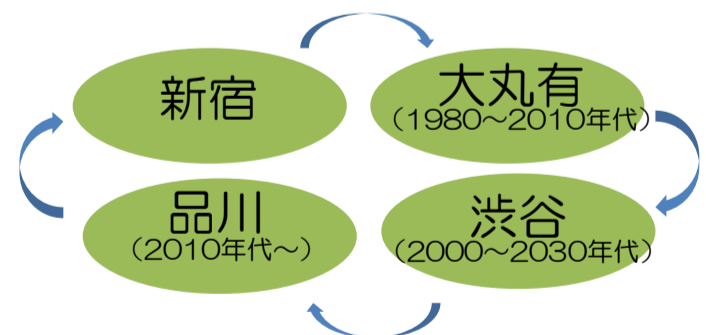 新宿
大丸有
（1980～2010年代）
品川
（2010年代～）
渋谷
（2000～2030年代）